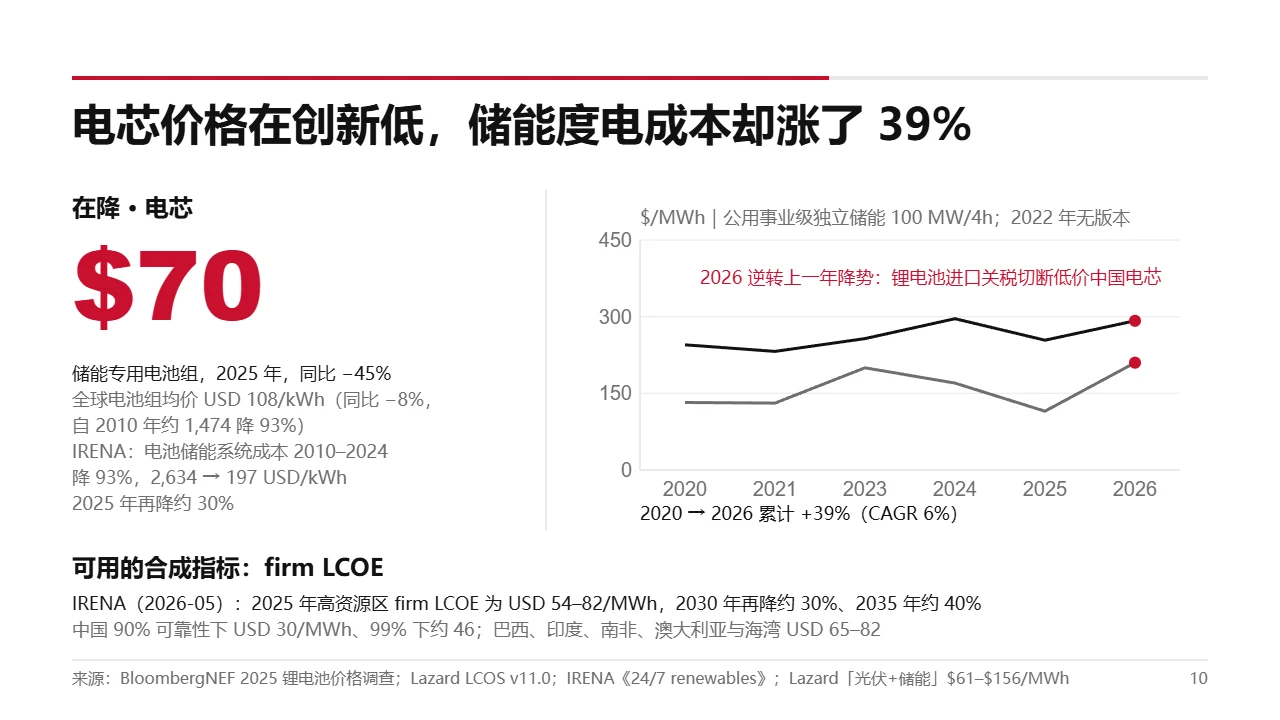 电芯价格在创新低，储能度电成本却涨了 39%
在降·电芯
$70
储能专用电池组，2025 年，同比 −45%
全球电池组均价 USD 108/kWh（同比 −8%，
自 2010 年约 1,474 降 93%）
IRENA：电池储能系统成本 2010–2024
降 93%，2,634 → 197 USD/kWh
2025 年再降约 30%
$/MWh | 公用事业级独立储能 100 MW/4h；2022 年无版本
450
2026 逆转上一年降势：锂电池进口关税切断低价中国电芯
300
150
0
2020 2021 2023 2024 2025 2026
2020 → 2026 累计 +39%（CAGR 6%）
可用的合成指标：firm LCOE
IRENA（2026-05）：2025 年高资源区 firm LCOE 为 USD 54–82/MWh，2030 年再降约 30%、2035 年约 40%
中国 90% 可靠性下 USD 30/MWh、99% 下约 46；巴西、印度、南非、澳大利亚与海湾 USD 65–82
来源：BloombergNEF 2025 锂电池价格调查；Lazard LCOS v11.0；IRENA《24/7 renewables》；Lazard「光伏+储能」$61–$156/MWh
10